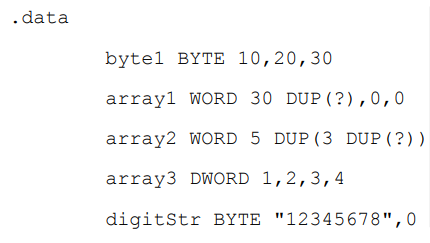 .data
byte1 BYTE 10,20,30
array1 WORD 30 DUP(?),0,0
array2 WORD 5 DUP(3 DUP(?))
array3 DWORD 1,2,3,4
digitStr BYTE "12345678",0